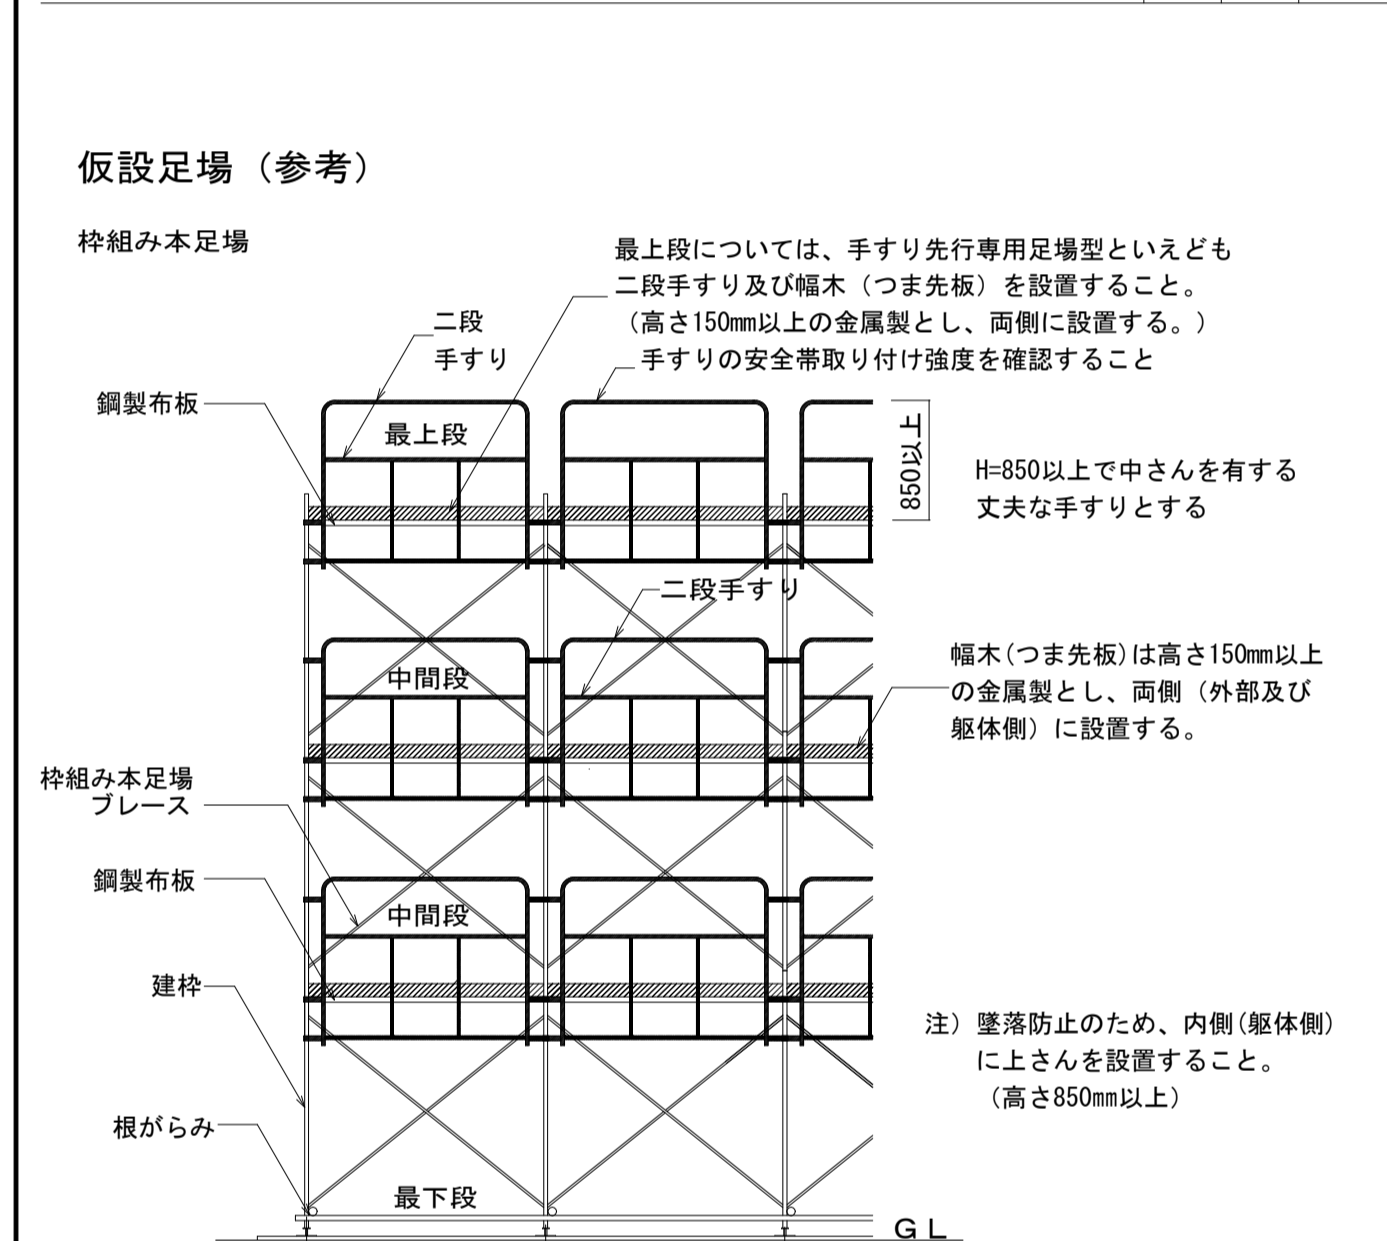 仮設足場（参考）
枠組み本足場
最上段については、手すり先行専用足場型といえども
二段手すり及び幅木（つま先板）を設置すること。
（高さ150mm以上の金属製とし、両側に設置する。）
手すりの安全帯取り付け強度を確認すること
二段
手すり
鋼製布板
最上段
850以上
H=850以上で中さんを有する
丈夫な手すりとする
二段手すり
中間段
幅木(つま先板)は高さ150mm以上
の金属製とし、両側（外部及び
躯体側）に設置する。
枠組み本足場
ブレース
鋼製布板
中間段
建枠
注）墜落防止のため、内側(躯体側)
に上さんを設置すること。
（高さ850mm以上）
根がらみ
最下段
ＧＬ